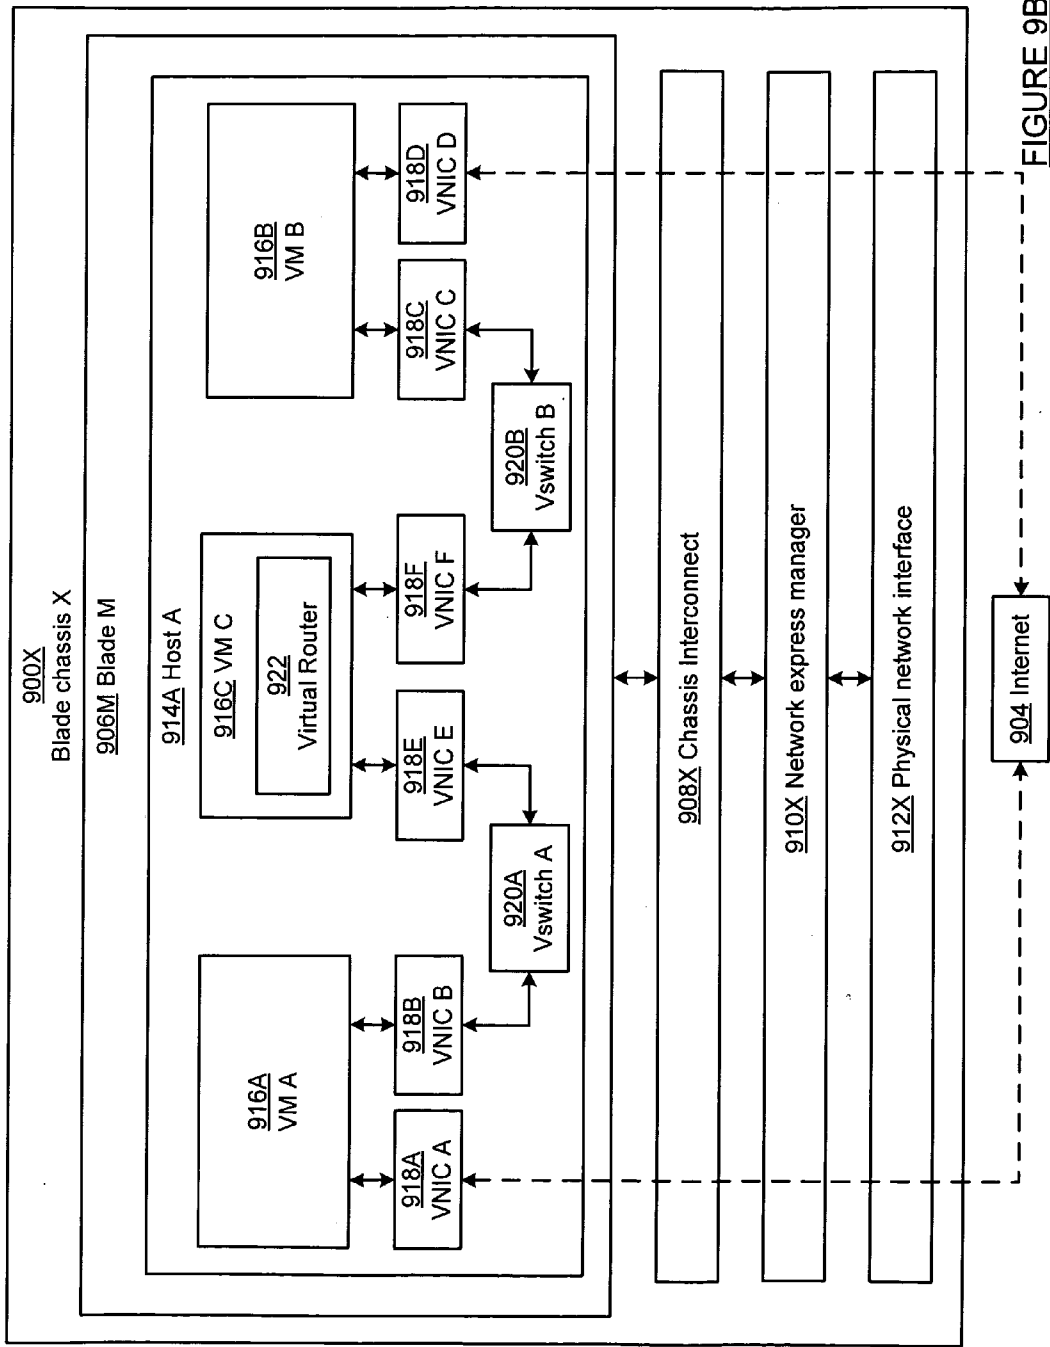 900X
Blade chassis X
906M Blade M
914A Host A
916A
VM A
916C VM C
922
Virtual Router
916B
VM B
918A
VNIC A
918B
VNIC B
918E
VNIC E
918F
VNIC F
918C
VNIC C
918D
VNIC D
920A
Vswitch A
920B
Vswitch B
908X Chassis Interconnect
910X Network express manager
912X Physical network interface
904 Internet
FIGURE 9B